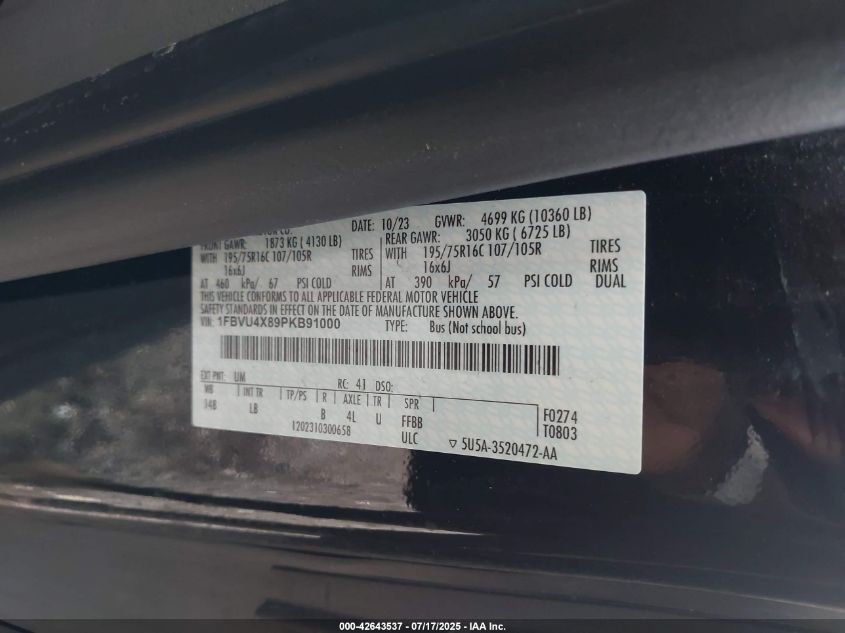 DATE: 10/23 GVWR: 4699 KG (10360 LB)
FRONT GAWR: 1873 KG (4130 LB) REAR GAWR: 3050 KG (6725 LB)
WITH 195/75R16C 107/105R TIRES WITH 195/75R16C 107/105R TIRES
16x6J RIMS 16x6J RIMS
AT 460 kPa/ 67 PSI COLD AT 390 kPa/ 57 PSI COLD DUAL
THIS VEHICLE CONFORMS TO ALL APPLICABLE FEDERAL MOTOR VEHICLE
SAFETY STANDARDS IN EFFECT ON THE DATE OF MANUFACTURE SHOWN ABOVE.
VIN: 1FBVU4X89PKB91000 TYPE: Bus (Not school bus)
EXT PNT: UM RC: 41 DSO:
WB INT TR TP/PS R AXLE TR SPR
148 LB B 4L U FFBB F0274
120231030065B ULC T0803
5U5A-3520472-AA
000-42643537 - 07/17/2025 - IAA Inc.